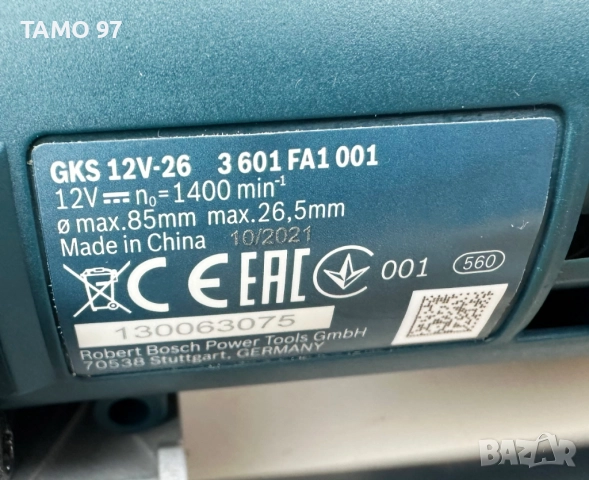 TAMO 97
GKS 12V-26 3 601 FA1 001
12V⎓ n₀=1400 min⁻¹
ø max.85mm max.26,5mm
Made in China 10/2021
CE EAC 001 560
130063075
Robert Bosch Power Tools GmbH
70538 Stuttgart, GERMANY
BAZAR